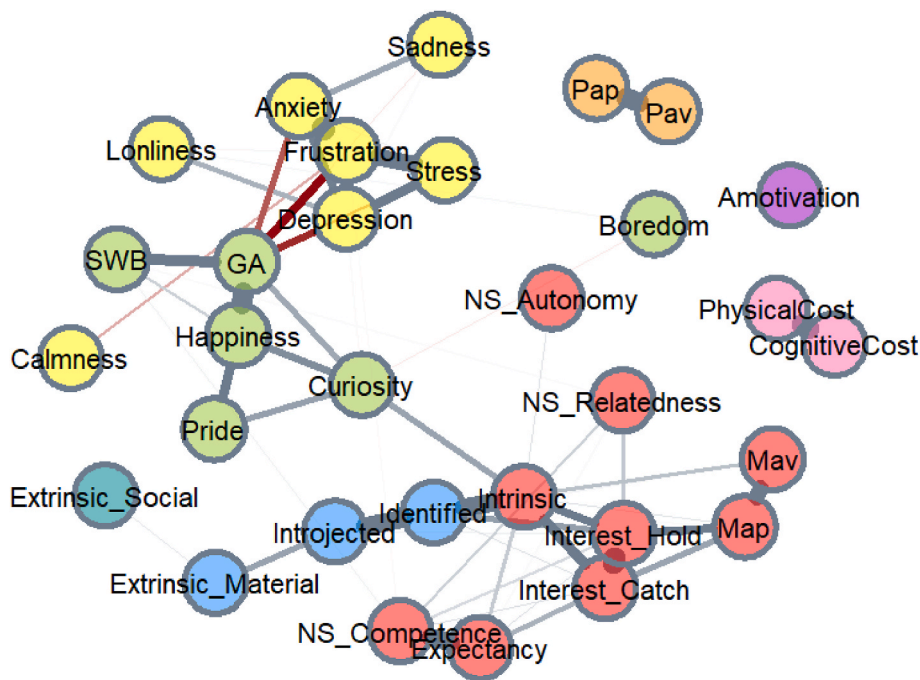 Sadness
Pap
Pav
Anxiety
Lonliness
Frustration
Stress
Amotivation
Depression
Boredom
SWB
GA
NS_Autonomy
PhysicalCost
Happiness
CognitiveCost
Calmness
Curiosity
NS_Relatedness
Pride
Mav
Extrinsic_Social
Intrinsic
Identified
Introjected
Interest_Hold
Map
Extrinsic_Material
Interest_Catch
NS_Competence
Expectancy